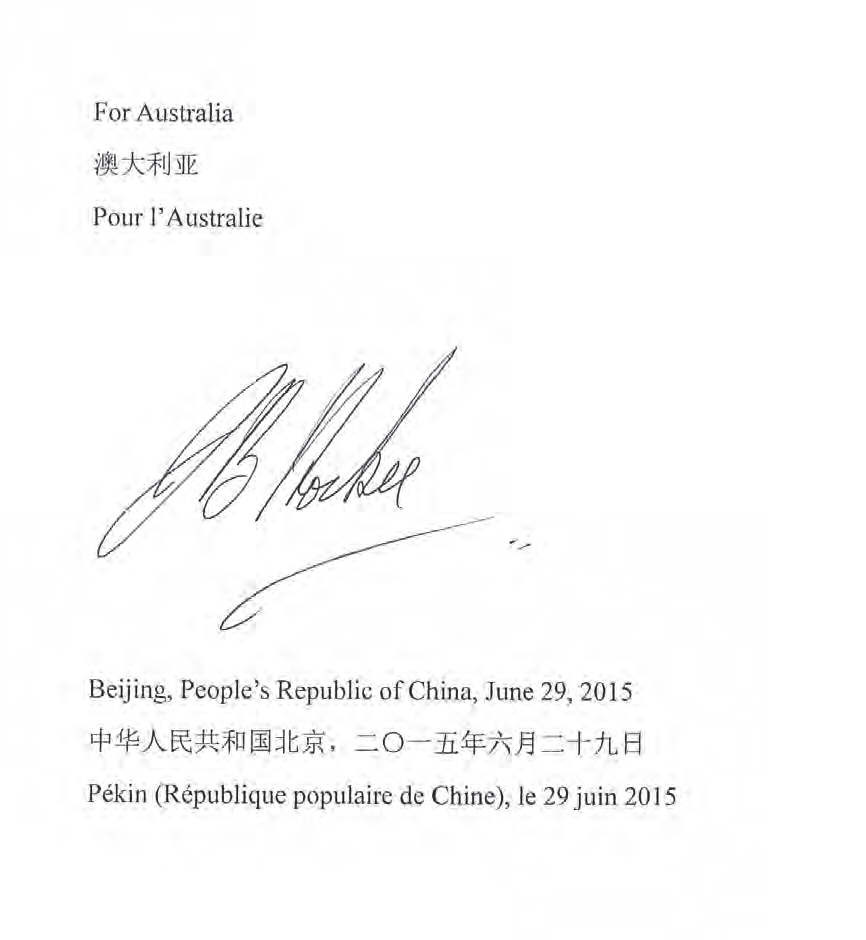 For Australia
澳大利亚
Pour l'Australie
Beijing, People's Republic of China, June 29, 2015
中华人民共和国北京，二〇一五年六月二十九日
Pékin (République populaire de Chine), le 29 juin 2015